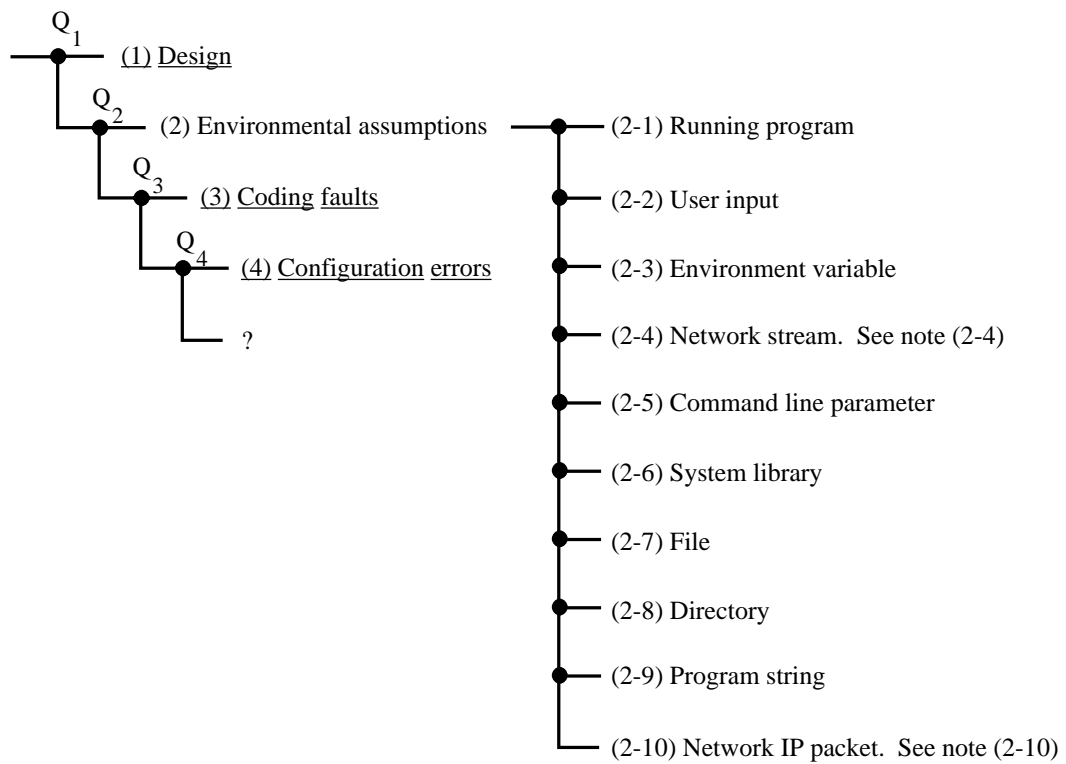 Q1
(1) Design
Q2
(2) Environmental assumptions
Q3
(3) Coding faults
Q4
(4) Configuration errors
?
(2-1) Running program
(2-2) User input
(2-3) Environment variable
(2-4) Network stream. See note (2-4)
(2-5) Command line parameter
(2-6) System library
(2-7) File
(2-8) Directory
(2-9) Program string
(2-10) Network IP packet. See note (2-10)